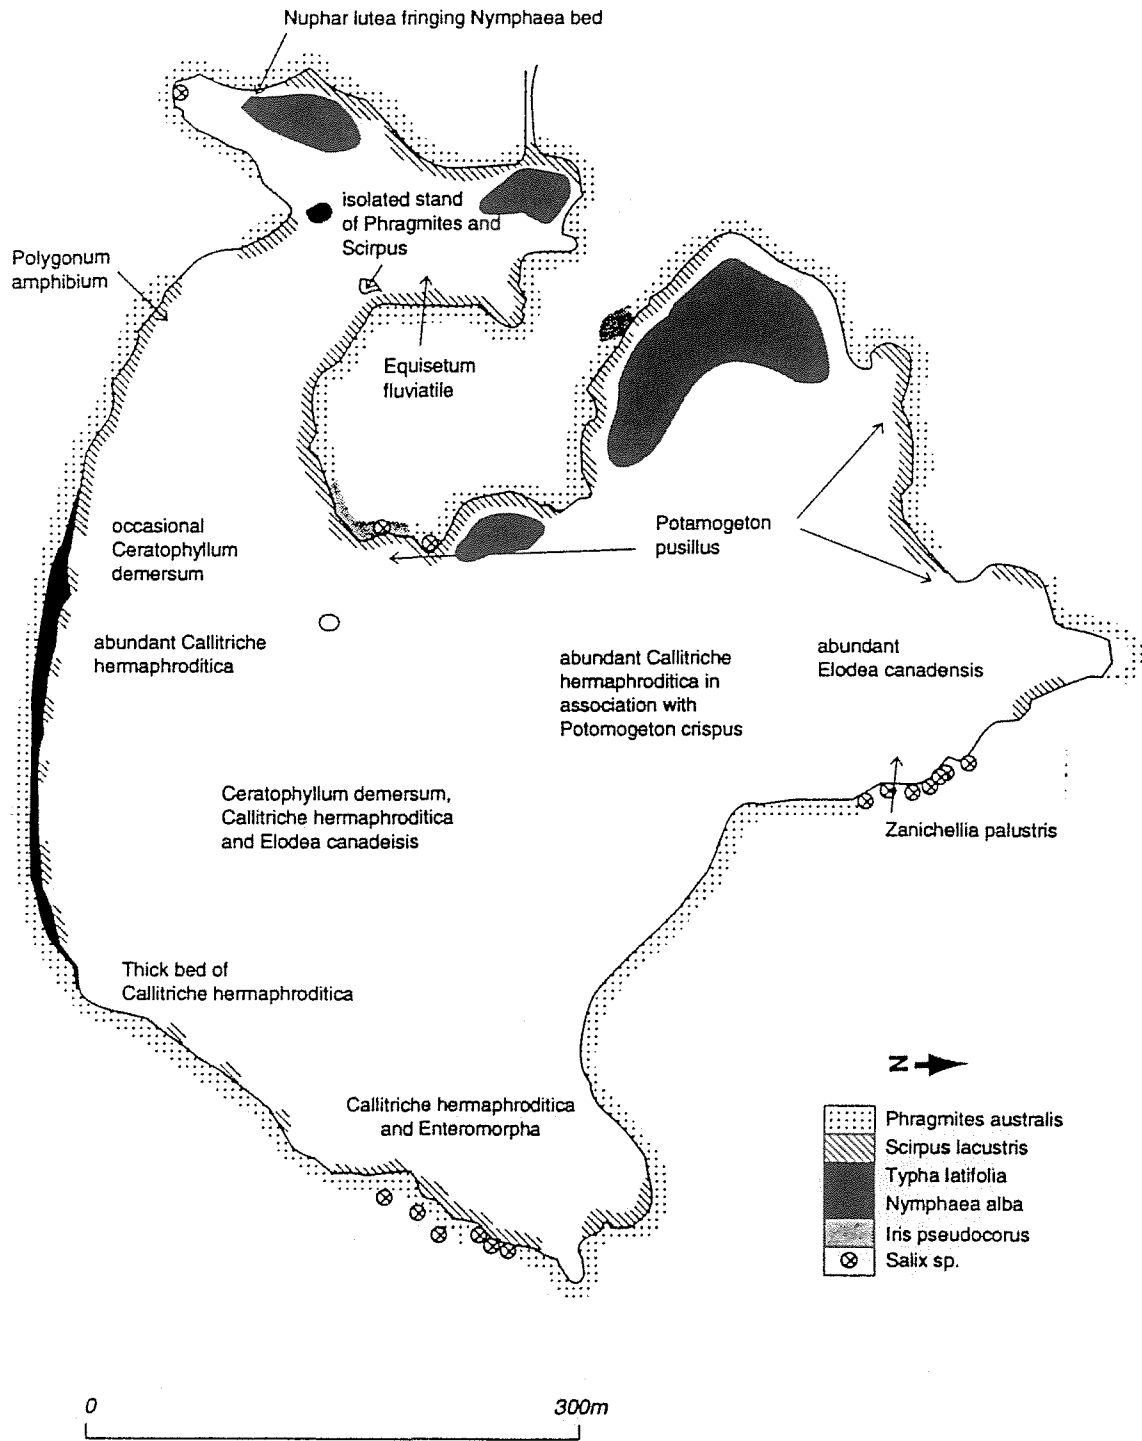 Nuphar lutea fringing Nymphaea bed
isolated stand
of Phragmites and
Scirpus
Polygonum
amphibium
Equisetum
fluviatile
occasional
Ceratophyllum
demersum
Potamogeton
pusillus
abundant Callitriche
hermaphroditica
abundant Callitriche
hermaphroditica in
association with
Potomogeton crispus
abundant
Elodea canadensis
Ceratophyllum demersum,
Callitriche hermaphroditica
and Elodea canadeisis
Zanichellia palustris
Thick bed of
Callitriche hermaphroditica
Callitriche hermaphroditica
and Enteromorpha
N
Phragmites australis
Scirpus lacustris
Typha latifolia
Nymphaea alba
Iris pseudocorus
Salix sp.
0 300m